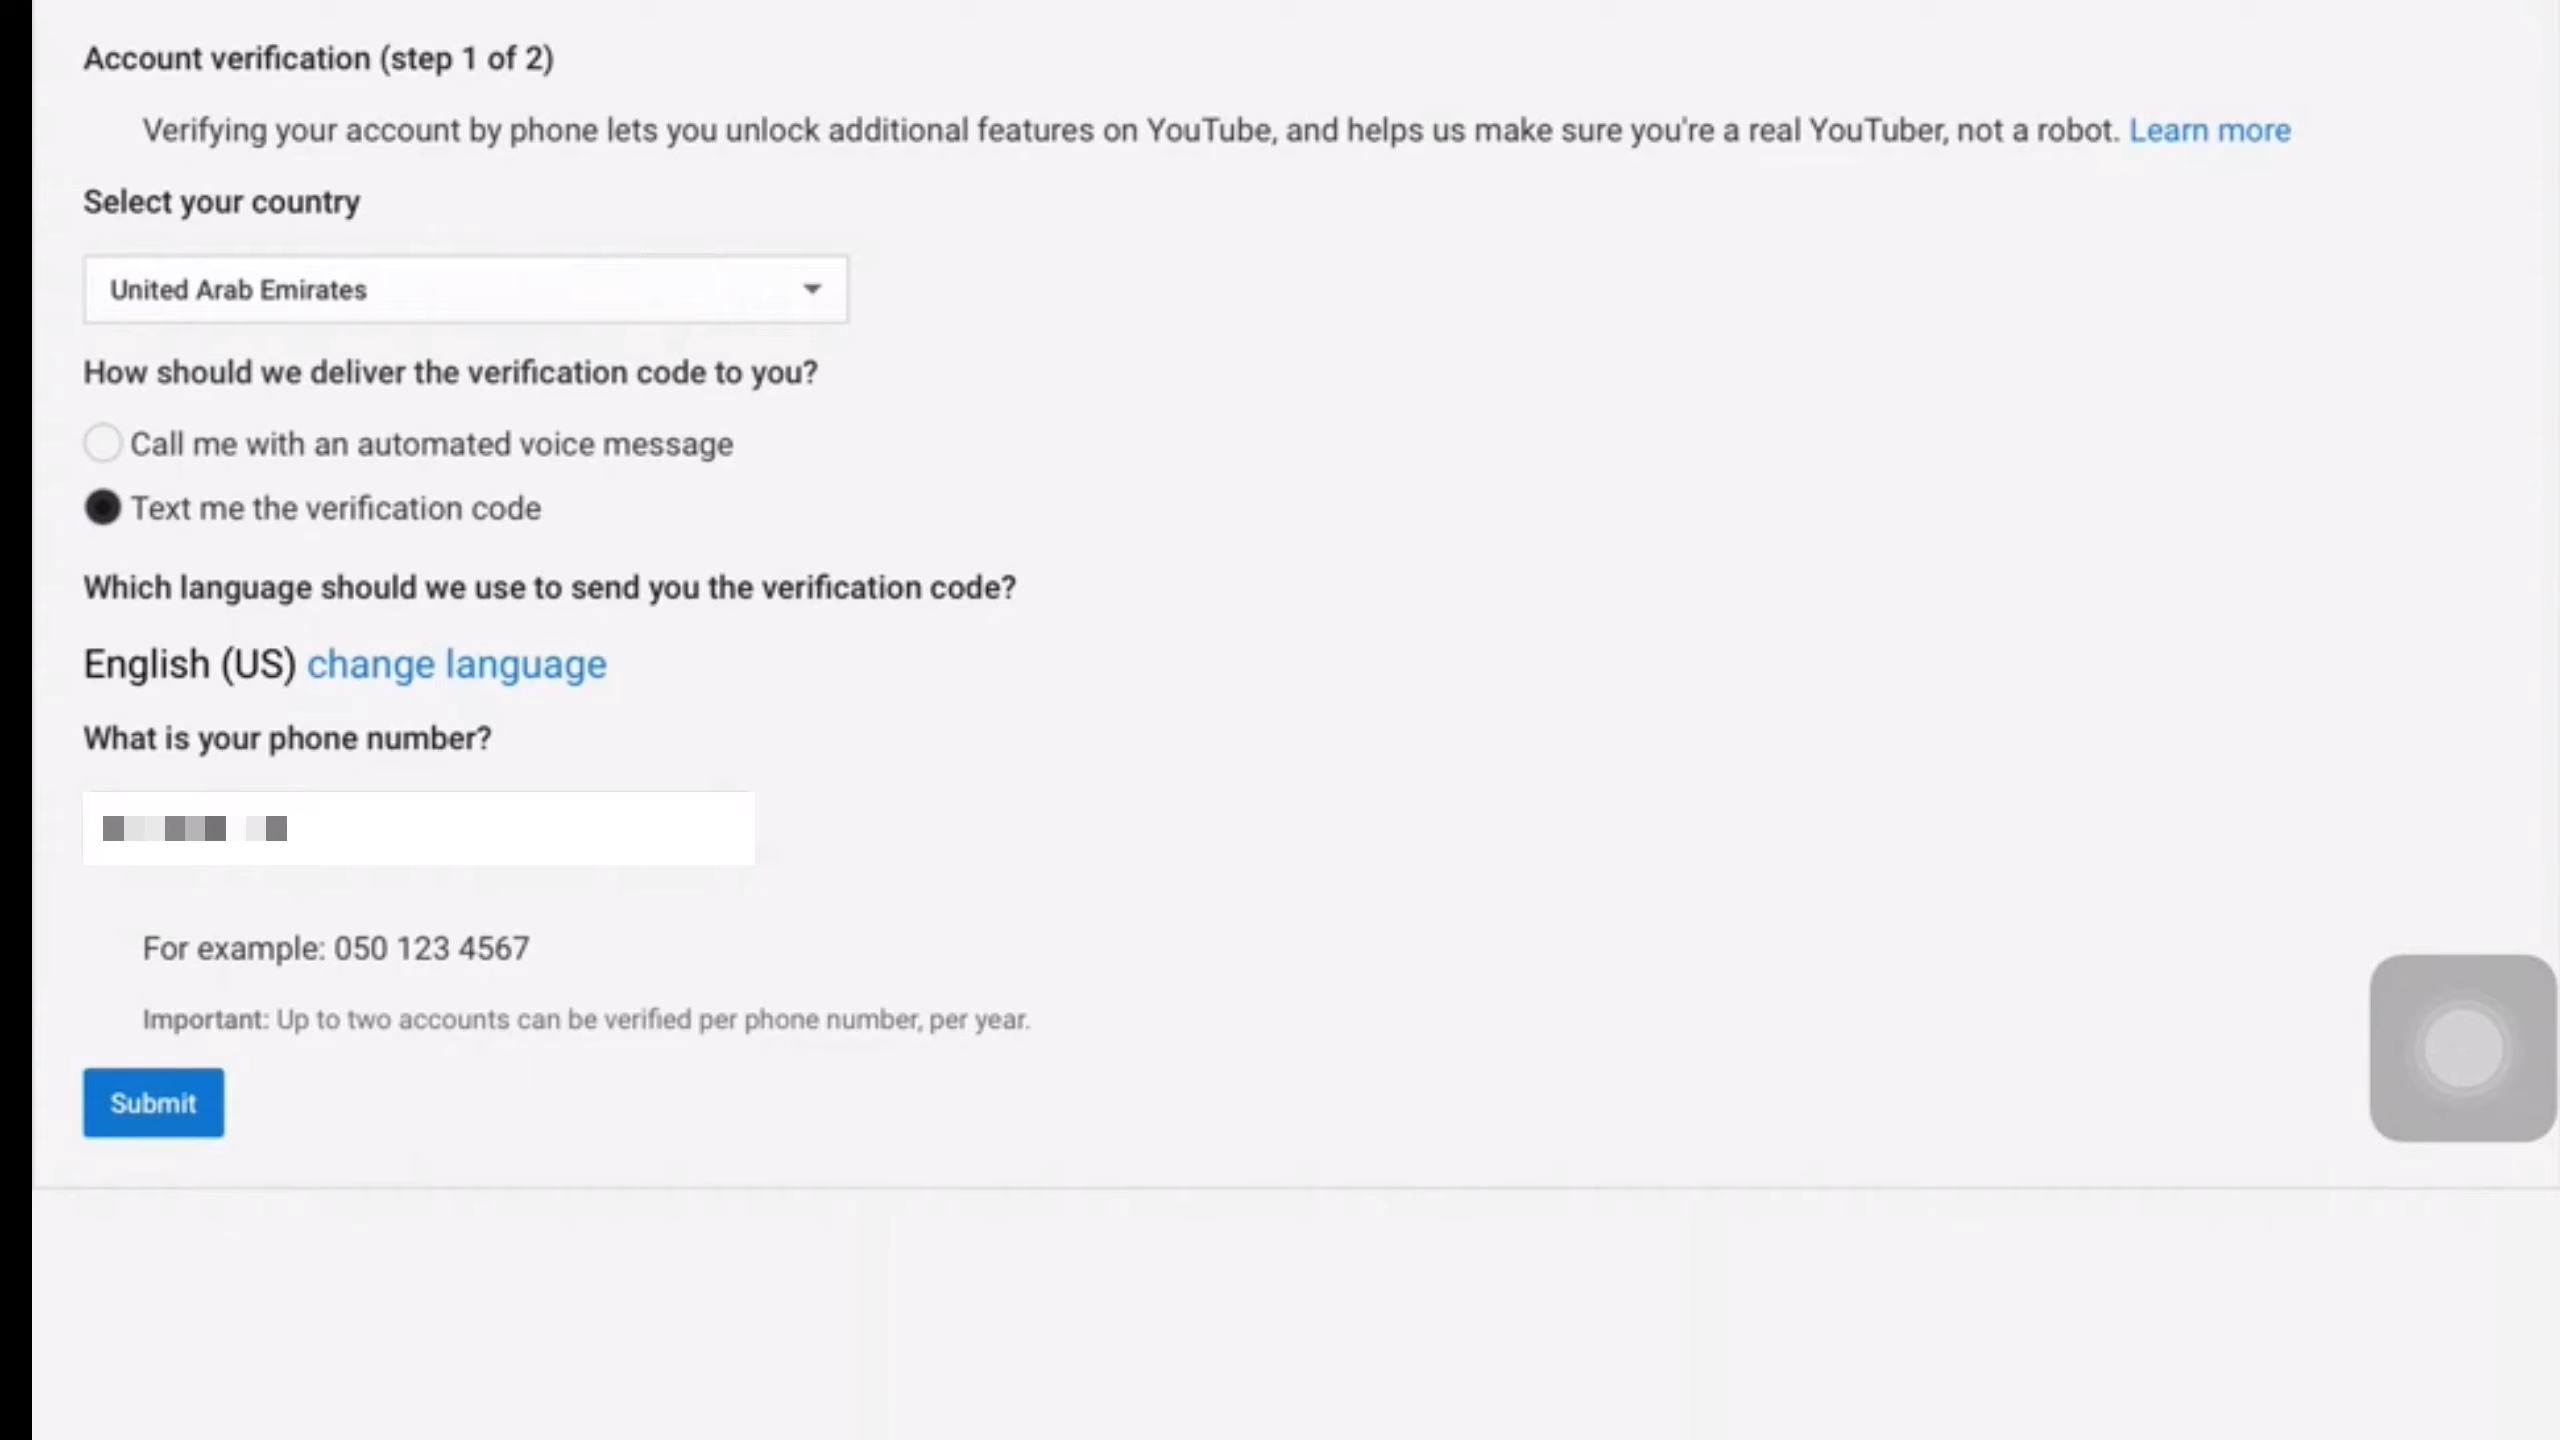 Account verification (step 1 of 2)
Verifying your account by phone lets you unlock additional features on YouTube, and helps us make sure you're a real YouTuber, not a robot. Learn more
Select your country
United Arab Emirates
How should we deliver the verification code to you?
Call me with an automated voice message
Text me the verification code
Which language should we use to send you the verification code?
English (US) change language
What is your phone number?
For example: 050 123 4567
Important: Up to two accounts can be verified per phone number, per year.
Submit